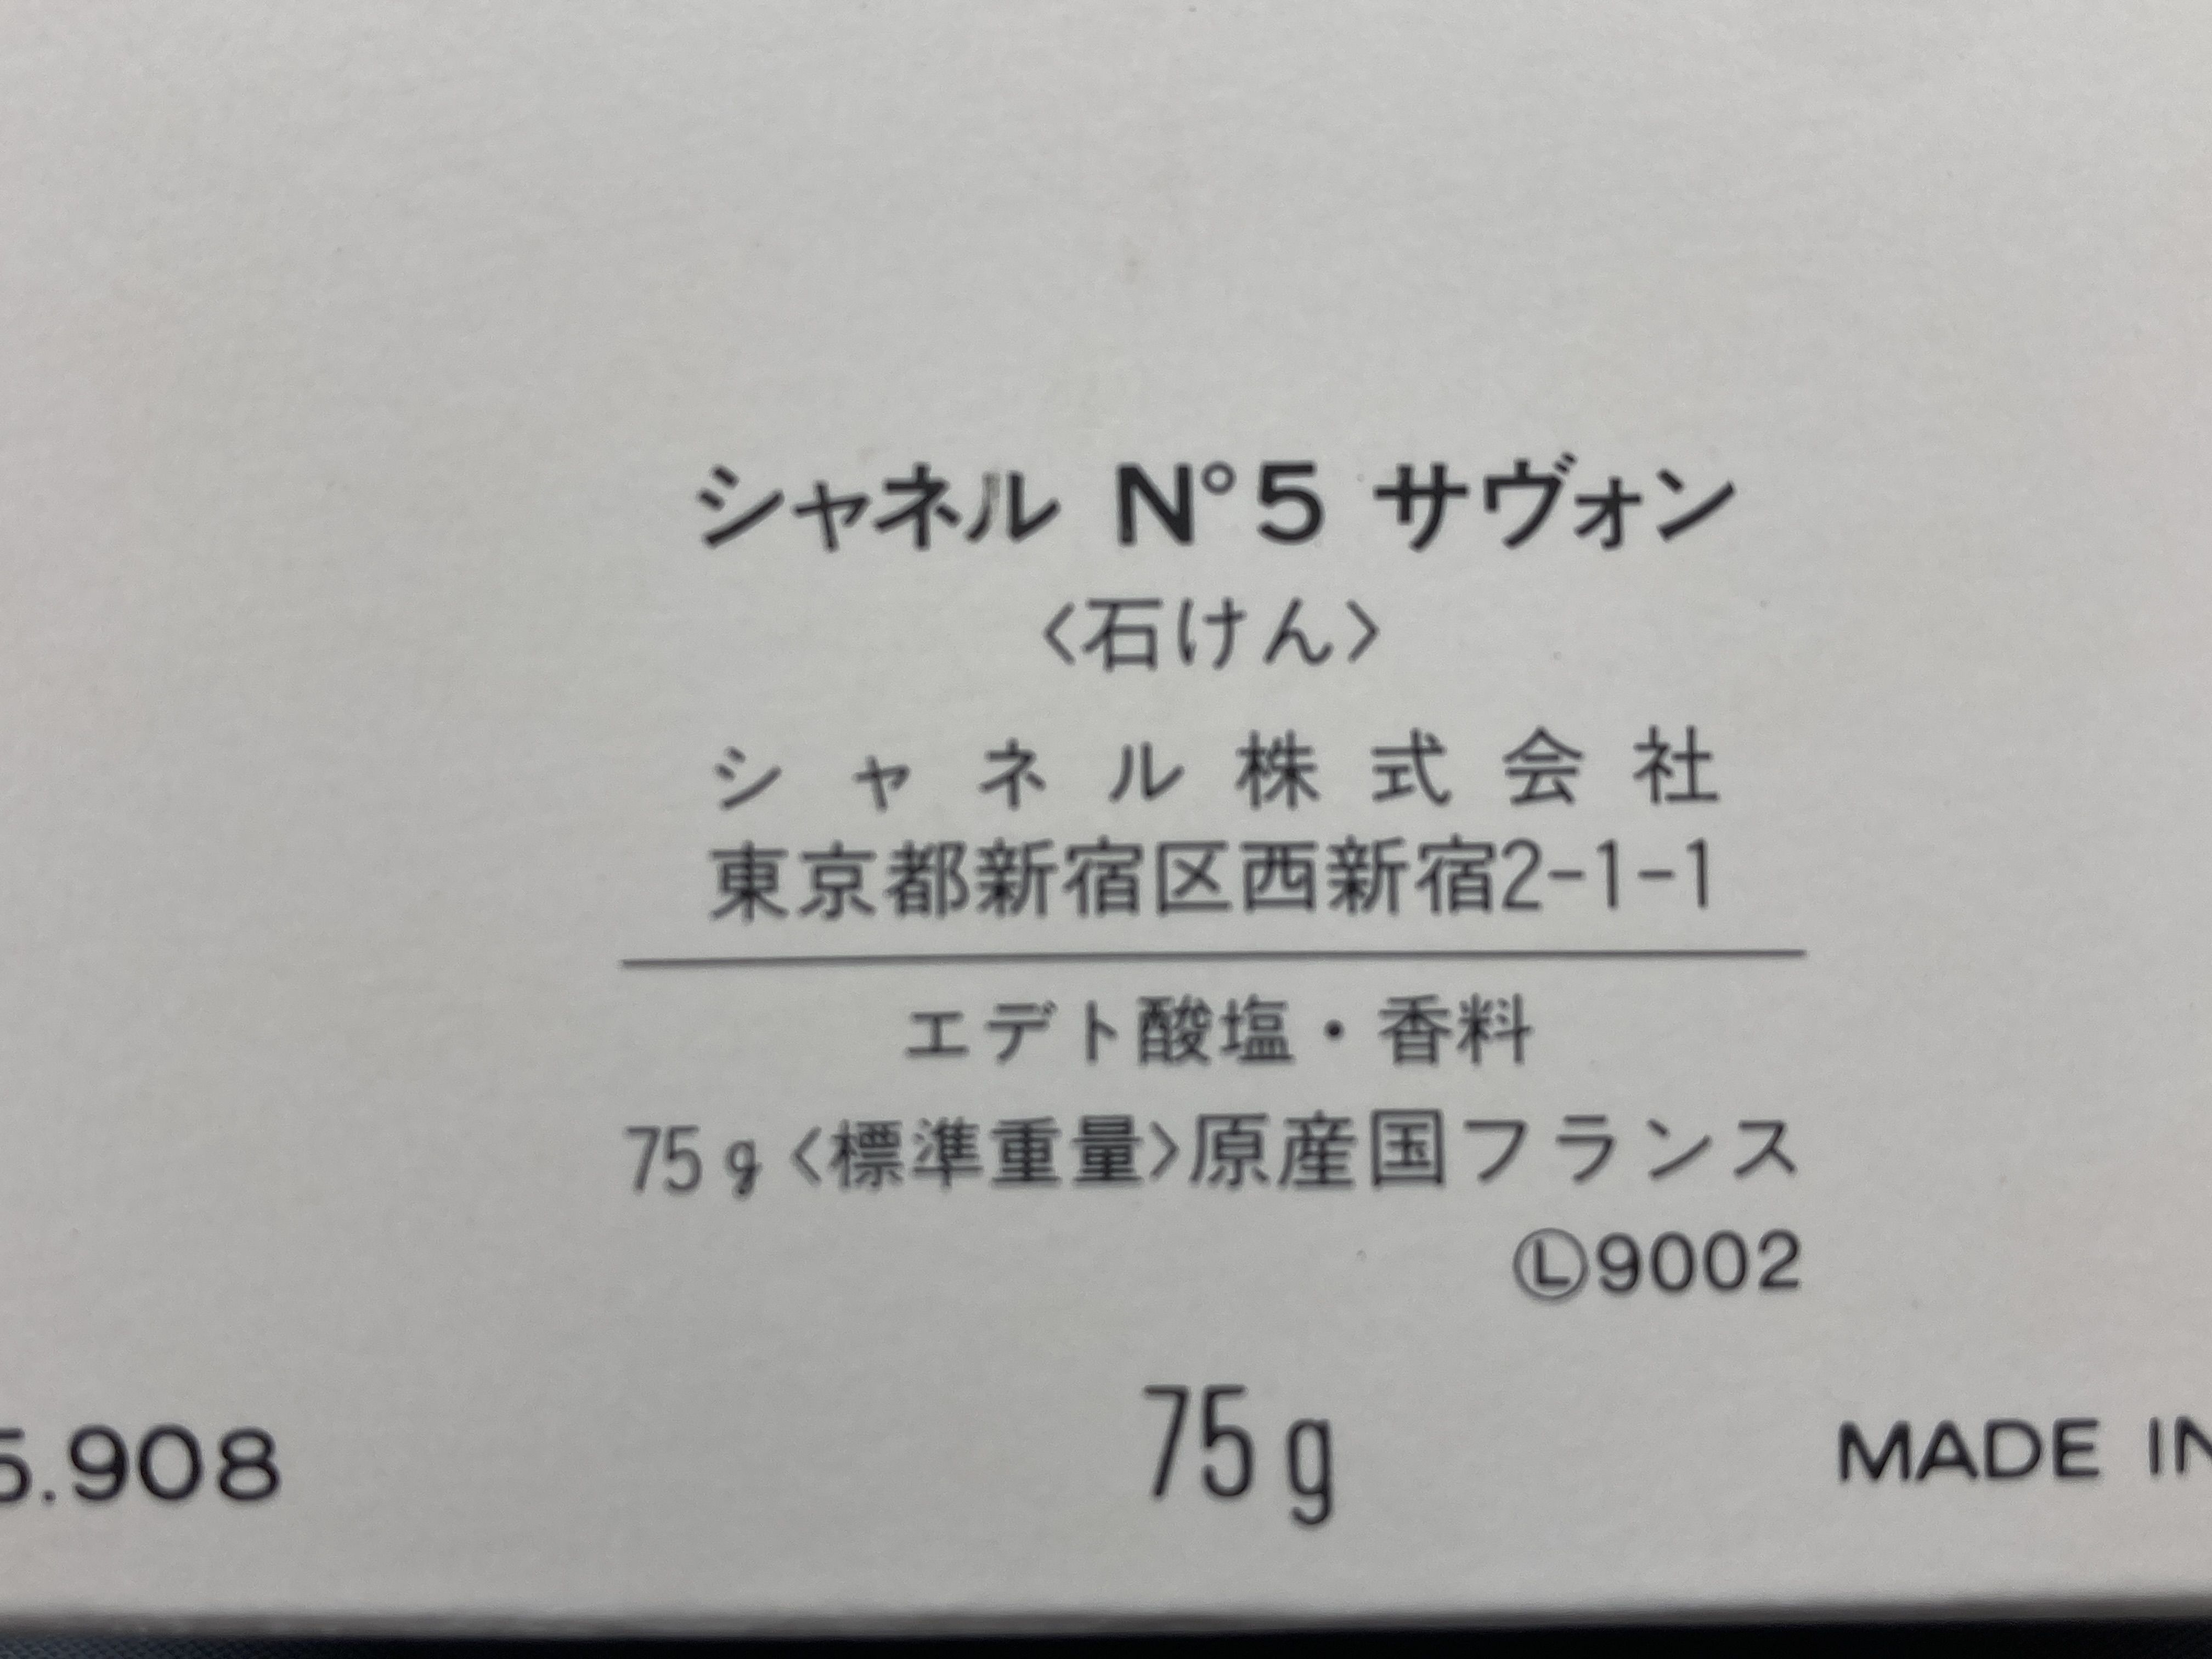 シャネル N°5 サヴォン
〈石けん〉
シャネル株式会社
東京都新宿区西新宿2-1-1
エデト酸塩・香料
75g〈標準重量〉原産国フランス
Ⓛ9002
5.908 75g MADE IN